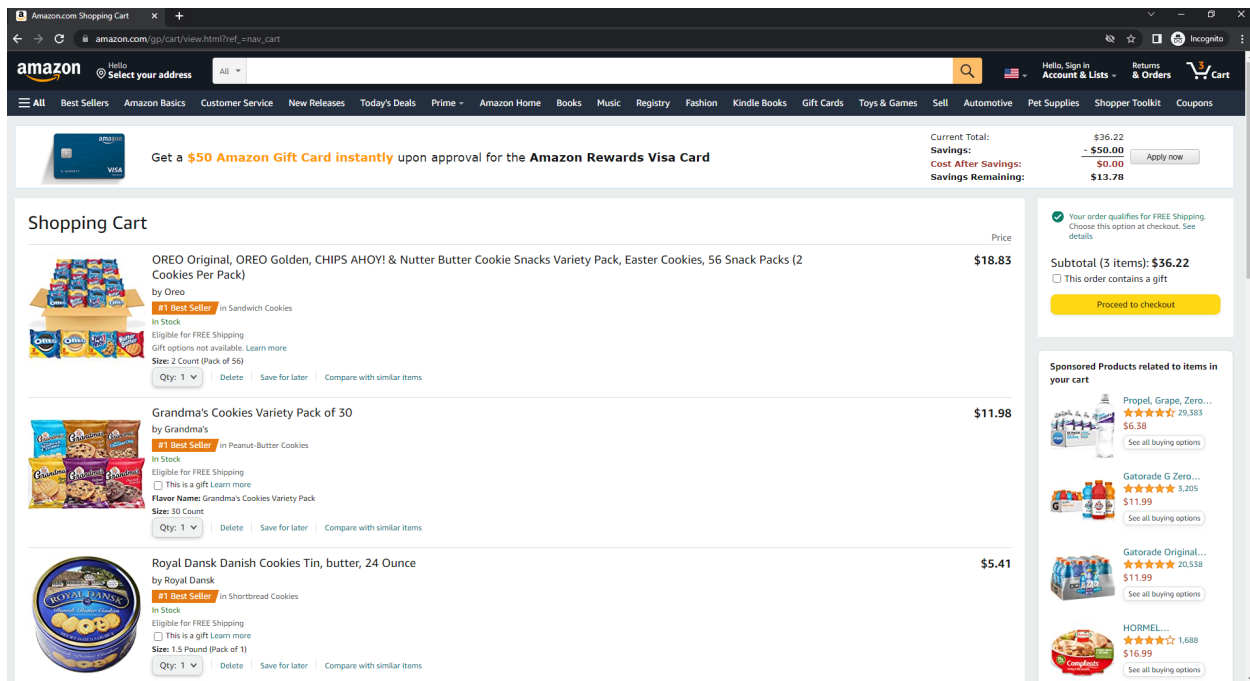 Amazon.com Shopping Cart
amazon.com/gp/cart/view.html?ref_=nav_cart
Incognito
amazon
Hello
Select your address
All
Hello, Sign in
Account & Lists
Returns
& Orders
3
Cart
All Best Sellers Amazon Basics Customer Service New Releases Today's Deals Prime Amazon Home Books Music Registry Fashion Kindle Books Gift Cards Toys & Games Sell Automotive Pet Supplies Shopper Toolkit Coupons
amazon
VISA
Get a $50 Amazon Gift Card instantly upon approval for the Amazon Rewards Visa Card
Current Total: $36.22
Savings: - $50.00
Cost After Savings: $0.00
Savings Remaining: $13.78
Apply now
Shopping Cart
Price
OREO Original, OREO Golden, CHIPS AHOY! & Nutter Butter Cookie Snacks Variety Pack, Easter Cookies, 56 Snack Packs (2
Cookies Per Pack)
$18.83
by Oreo
#1 Best Seller in Sandwich Cookies
In Stock
Eligible for FREE Shipping
Gift options not available. Learn more
Size: 2 Count (Pack of 56)
Qty: 1 Delete Save for later Compare with similar items
Grandma's Cookies Variety Pack of 30
$11.98
by Grandma's
#1 Best Seller in Peanut-Butter Cookies
In Stock
Eligible for FREE Shipping
This is a gift Learn more
Flavor Name: Grandma's Cookies Variety Pack
Size: 30 Count
Qty: 1 Delete Save for later Compare with similar items
Royal Dansk Danish Cookies Tin, butter, 24 Ounce
$5.41
by Royal Dansk
#1 Best Seller in Shortbread Cookies
In Stock
Eligible for FREE Shipping
This is a gift Learn more
Size: 1.5 Pound (Pack of 1)
Qty: 1 Delete Save for later Compare with similar items
ROYAL DANSK
Your order qualifies for FREE Shipping.
Choose this option at checkout. See
details
Subtotal (3 items): $36.22
This order contains a gift
Proceed to checkout
Sponsored Products related to items in
your cart
Propel, Grape, Zero...
29,383
$6.38
See all buying options
Gatorade G Zero...
3,205
$11.99
See all buying options
Gatorade Original...
20,538
$11.99
See all buying options
HORMEL...
1,688
$16.99
See all buying options
Compleats